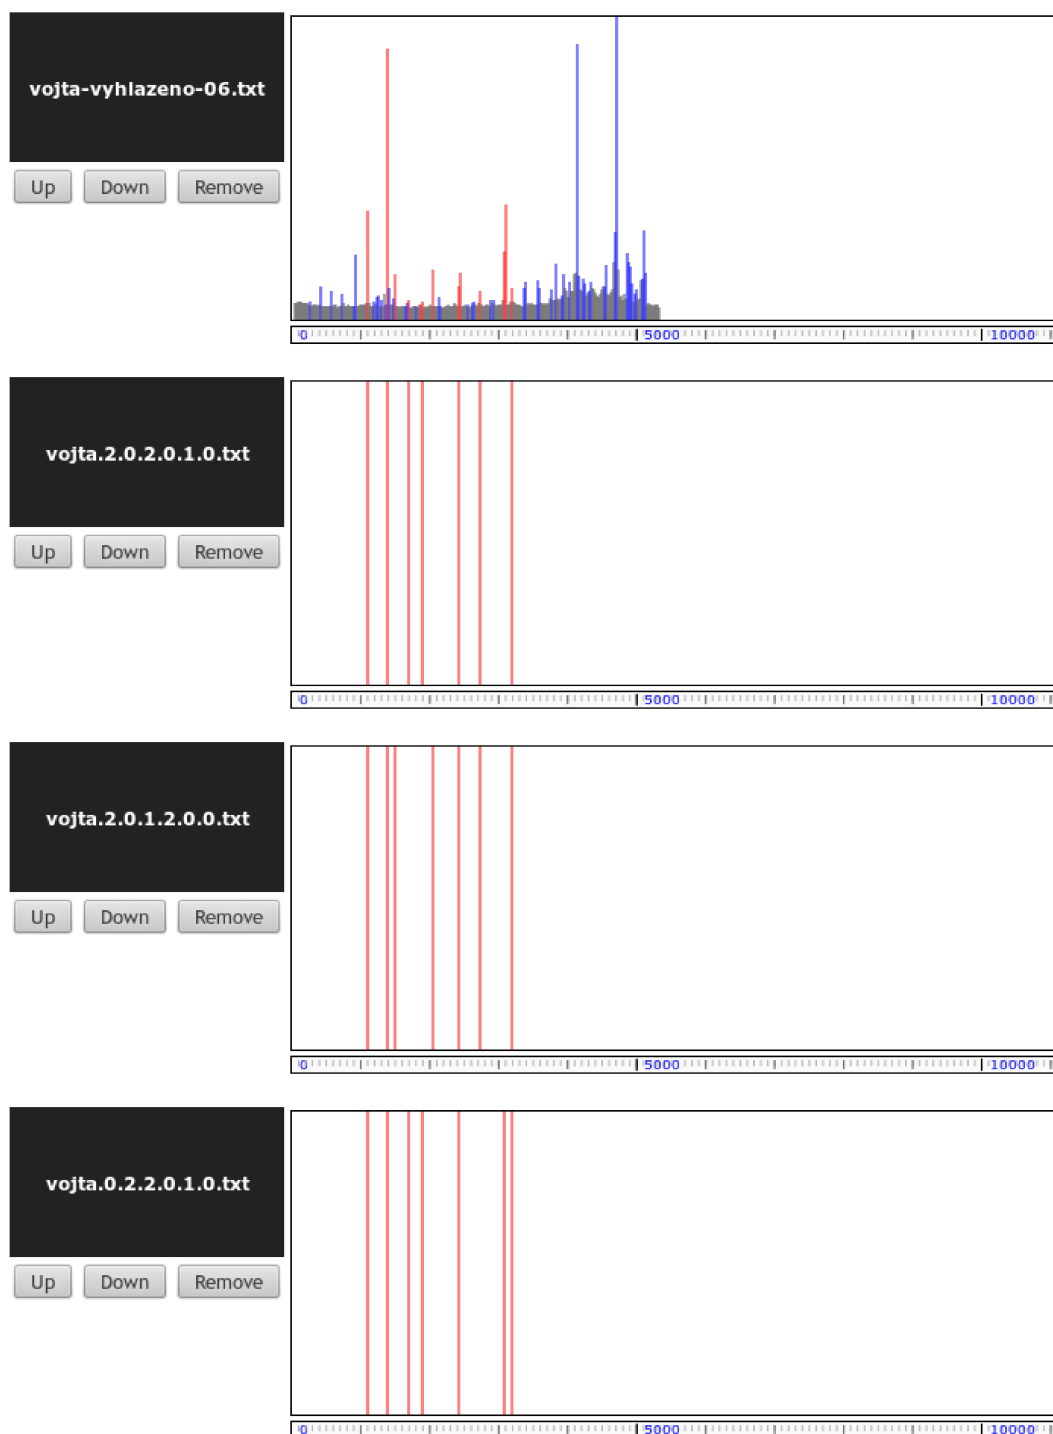 vojta-vyhlazeno-06.txt
Up Down Remove
0 5000 10000
vojta.2.0.2.0.1.0.txt
Up Down Remove
0 5000 10000
vojta.2.0.1.2.0.0.txt
Up Down Remove
0 5000 10000
vojta.0.2.2.0.1.0.txt
Up Down Remove
0 5000 10000